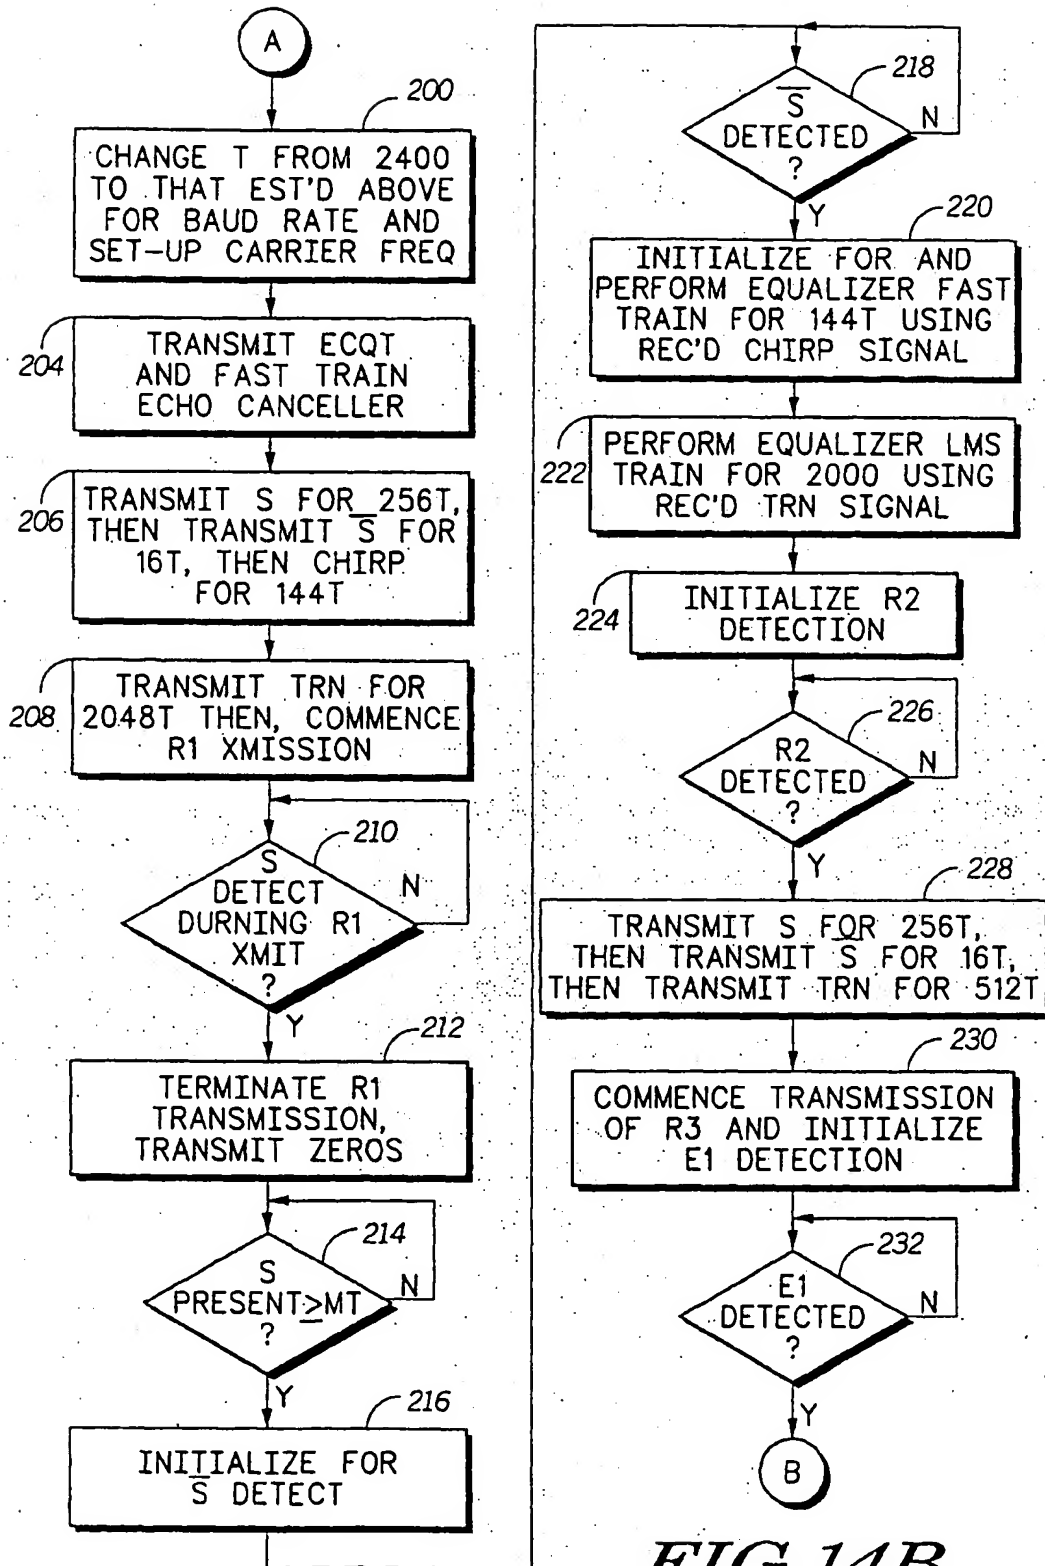 A
200
CHANGE T FROM 2400
TO THAT EST'D ABOVE
FOR BAUD RATE AND
SET-UP CARRIER FREQ
204
TRANSMIT ECQT
AND FAST TRAIN
ECHO CANCELLER
206
TRANSMIT S FOR 256T,
THEN TRANSMIT S̅ FOR
16T, THEN CHIRP
FOR 144T
208
TRANSMIT TRN FOR
2048T THEN, COMMENCE
R1 XMISSION
210
S
DETECT
DURNING R1
XMIT
?
N
Y
212
TERMINATE R1
TRANSMISSION,
TRANSMIT ZEROS
214
S
PRESENT≥MT
?
N
Y
216
INITIALIZE FOR
S̅ DETECT
218
S̅
DETECTED
?
N
Y
220
INITIALIZE FOR AND
PERFORM EQUALIZER FAST
TRAIN FOR 144T USING
REC'D CHIRP SIGNAL
222
PERFORM EQUALIZER LMS
TRAIN FOR 2000 USING
REC'D TRN SIGNAL
224
INITIALIZE R2
DETECTION
226
R2
DETECTED
?
N
Y
228
TRANSMIT S FOR 256T,
THEN TRANSMIT S̅ FOR 16T,
THEN TRANSMIT TRN FOR 512T
230
COMMENCE TRANSMISSION
OF R3 AND INITIALIZE
E1 DETECTION
232
E1
DETECTED
?
N
Y
B
FIG.14B